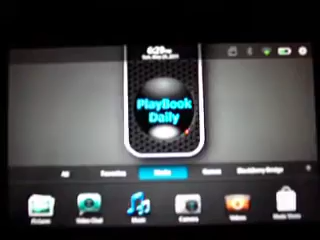 PlayBook
Daily
All
Favorites
Media
Games
BlackBerry Bridge
Pictures
Video Chat
Music
Camera
Videos
Music Store